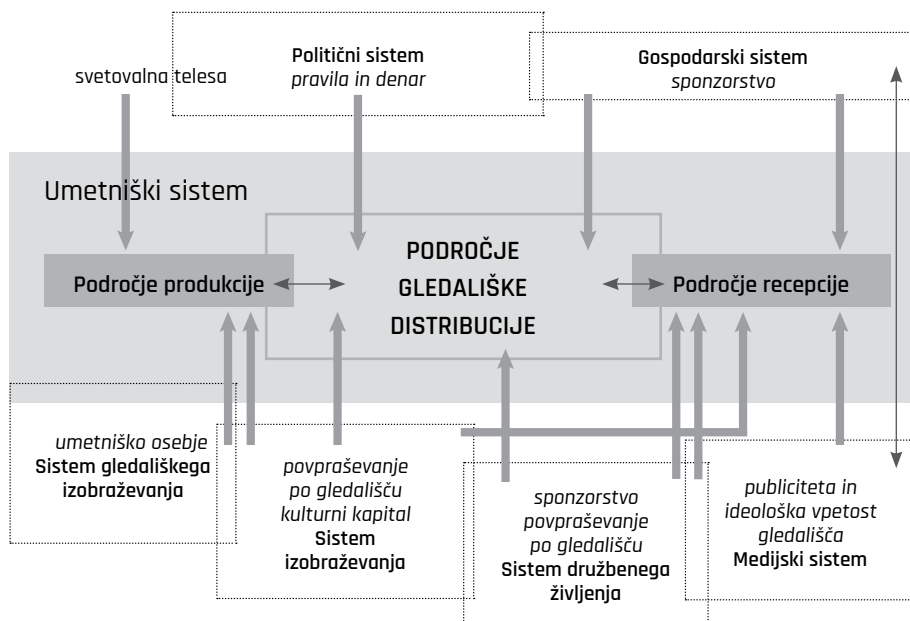 svetovalna telesa
Politični sistem
pravila in denar
Gospodarski sistem
sponzorstvo
Umetniški sistem
Področje produkcije
PODROČJE
GLEDALIŠKE
DISTRIBUCIJE
Področje recepcije
umetniško osebje
Sistem gledališkega
izobraževanja
povpraševanje
po gledališču
kulturni kapital
Sistem
izobraževanja
sponzorstvo
povpraševanje
po gledališču
Sistem družbenega
življenja
publiciteta in
ideološka vpetost
gledališča
Medijski sistem